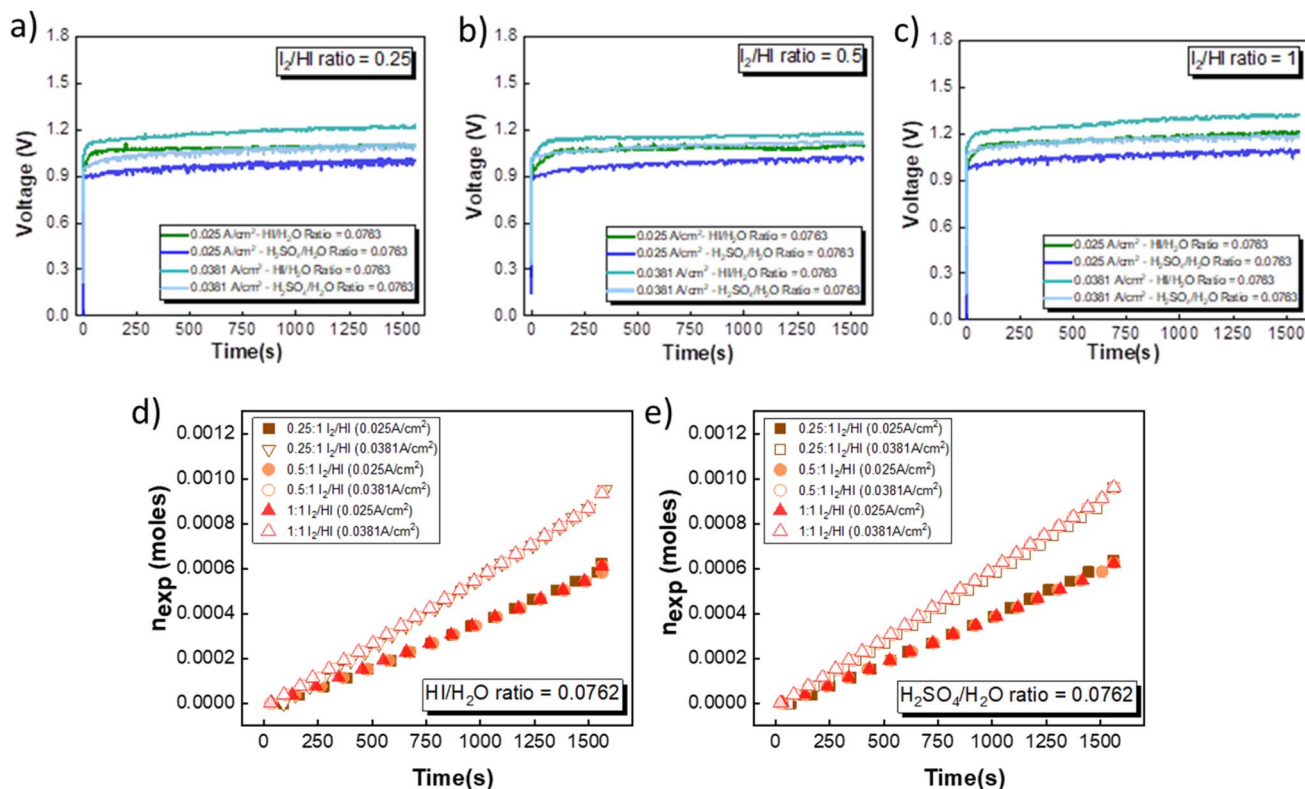 a)
I₂/HI ratio = 0.25
Voltage (V)
1.8
1.5
1.2
0.9
0.6
0.3
0.0
0.025 A/cm² - HI/H₂O Ratio = 0.0763
0.025 A/cm² - H₂SO₄/H₂O Ratio = 0.0763
0.0381 A/cm² - HI/H₂O Ratio = 0.0763
0.0381 A/cm² - H₂SO₄/H₂O Ratio = 0.0763
0 250 500 750 1000 1250 1500
Time(s)
b)
I₂/HI ratio = 0.5
Voltage (V)
1.8
1.5
1.2
0.9
0.6
0.3
0.0
0.025 A/cm² - HI/H₂O Ratio = 0.0763
0.025 A/cm² - H₂SO₄/H₂O Ratio = 0.0763
0.0381 A/cm² - HI/H₂O Ratio = 0.0763
0.0381 A/cm² - H₂SO₄/H₂O Ratio = 0.0763
0 250 500 750 1000 1250 1500
Time(s)
c)
I₂/HI ratio = 1
Voltage (V)
1.8
1.5
1.2
0.9
0.6
0.3
0.0
0.025 A/cm² - HI/H₂O Ratio = 0.0763
0.025 A/cm² - H₂SO₄/H₂O Ratio = 0.0763
0.0381 A/cm² - HI/H₂O Ratio = 0.0763
0.0381 A/cm² - H₂SO₄/H₂O Ratio = 0.0763
0 250 500 750 1000 1250 1500
Time(s)
d)
n_exp (moles)
0.0012
0.0010
0.0008
0.0006
0.0004
0.0002
0.0000
0.25:1 I₂/HI (0.025A/cm²)
0.25:1 I₂/HI (0.0381A/cm²)
0.5:1 I₂/HI (0.025A/cm²)
0.5:1 I₂/HI (0.0381A/cm²)
1:1 I₂/HI (0.025A/cm²)
1:1 I₂/HI (0.0381A/cm²)
HI/H₂O ratio = 0.0762
0 250 500 750 1000 1250 1500
Time(s)
e)
n_exp (moles)
0.0012
0.0010
0.0008
0.0006
0.0004
0.0002
0.0000
0.25:1 I₂/HI (0.025A/cm²)
0.25:1 I₂/HI (0.0381A/cm²)
0.5:1 I₂/HI (0.025A/cm²)
0.5:1 I₂/HI (0.0381A/cm²)
1:1 I₂/HI (0.025A/cm²)
1:1 I₂/HI (0.0381A/cm²)
H₂SO₄/H₂O ratio = 0.0762
0 250 500 750 1000 1250 1500
Time(s)